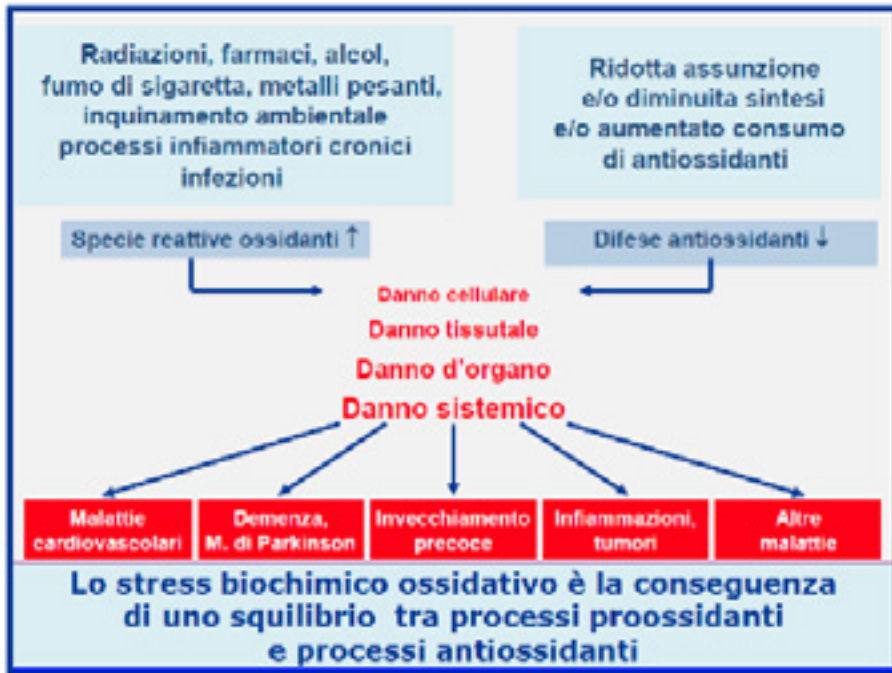 Radiazioni, farmaci, alcol,
fumo di sigaretta, metalli pesanti,
inquinamento ambientale
processi infiammatori cronici
infezioni
Ridotta assunzione
e/o diminuita sintesi
e/o aumentato consumo
di antiossidanti
Specie reattive ossidanti ↑
Difese antiossidanti ↓
Danno cellulare
Danno tissutale
Danno d'organo
Danno sistemico
Malattie
cardiovascolari
Demenza,
M. di Parkinson
Invecchiamento
precoce
Infiammazioni,
tumori
Altre
malattie
Lo stress biochimico ossidativo è la conseguenza
di uno squilibrio tra processi proossidanti
e processi antiossidanti